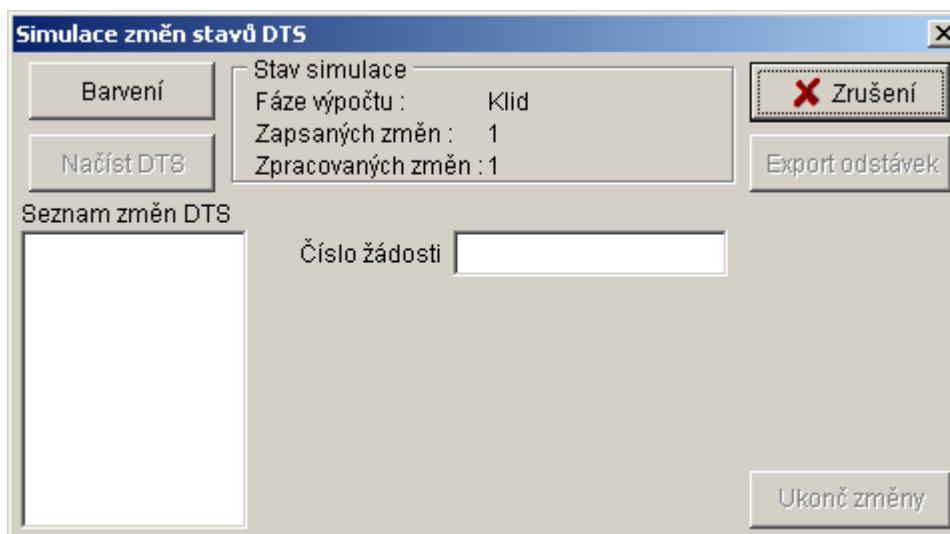 Simulace změn stavů DTS
Barvení
Stav simulace
Fáze výpočtu : Klid
Zapsaných změn : 1
Zpracovaných změn : 1
Zrušení
Načíst DTS
Export odstávek
Seznam změn DTS
Číslo žádosti
Ukonč změny